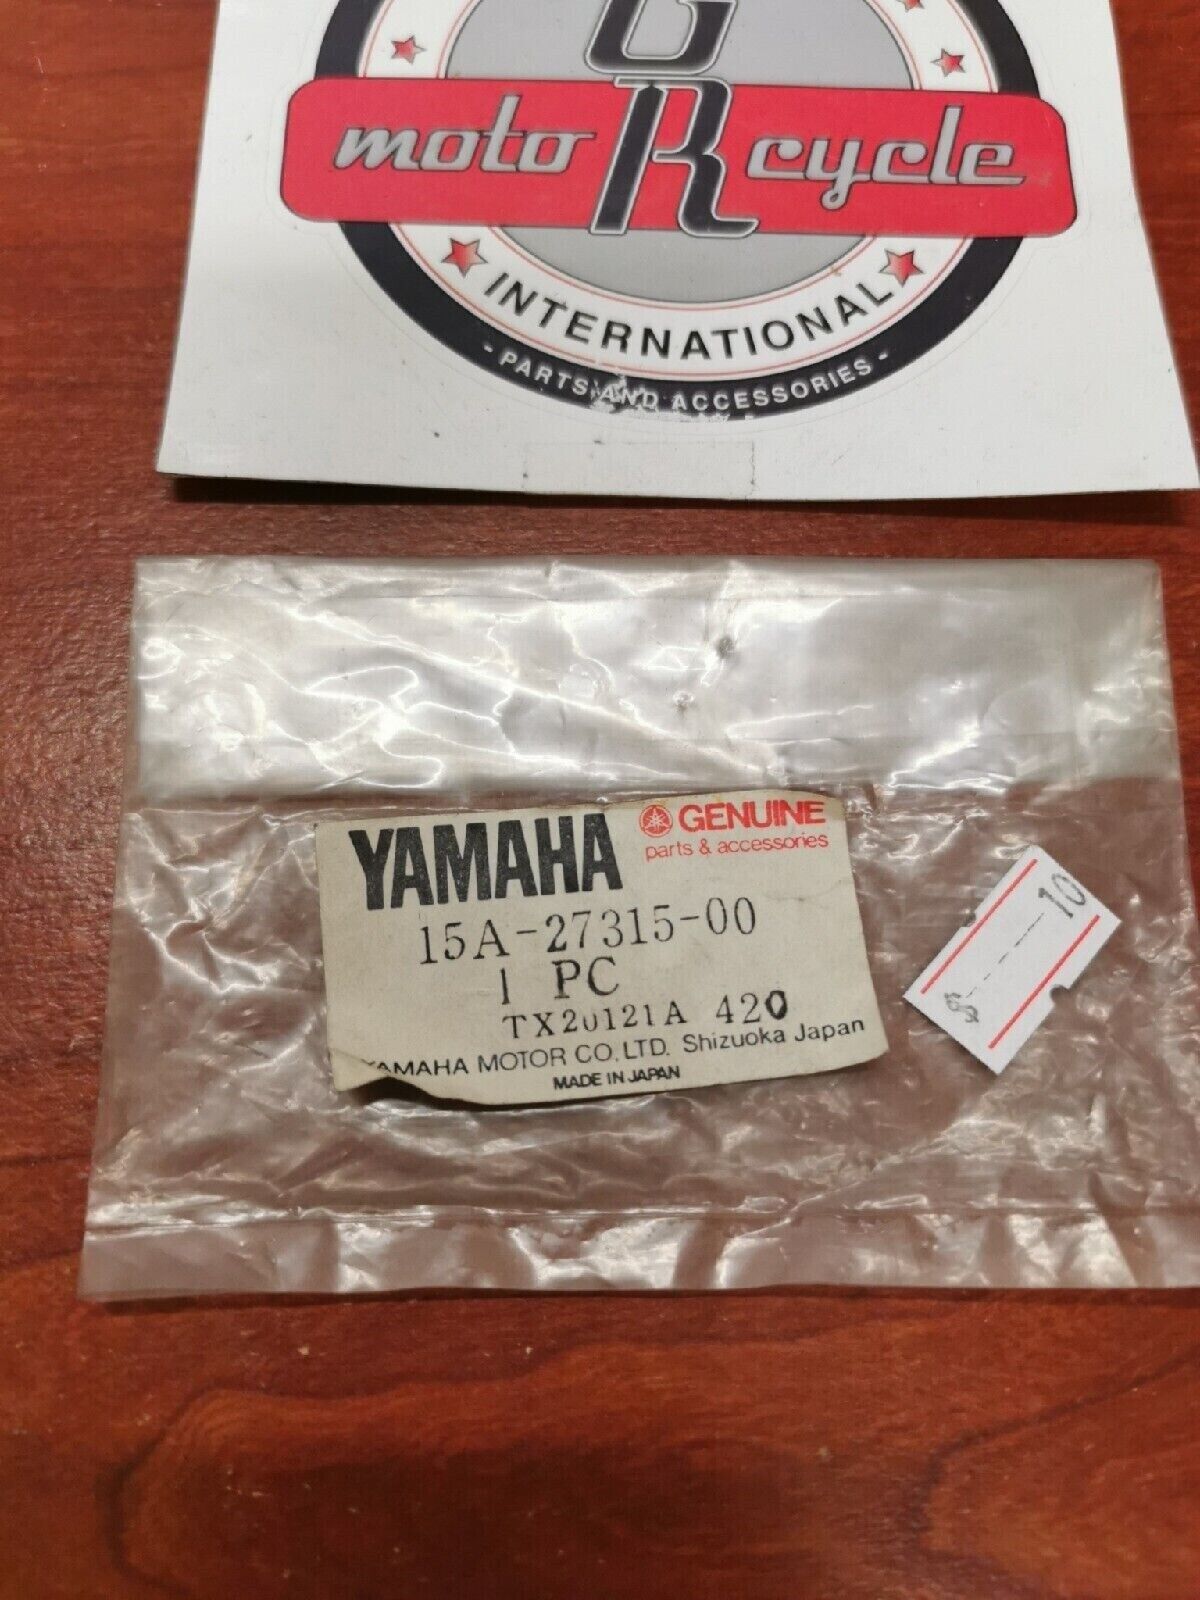 GR
moto cycle
INTERNATIONAL
- PARTS AND ACCESSORIES -
YAMAHA
GENUINE
parts & accessories
15A-27315-00
1 PC
TX20121A 420
YAMAHA MOTOR CO., LTD. Shizuoka Japan
MADE IN JAPAN
10